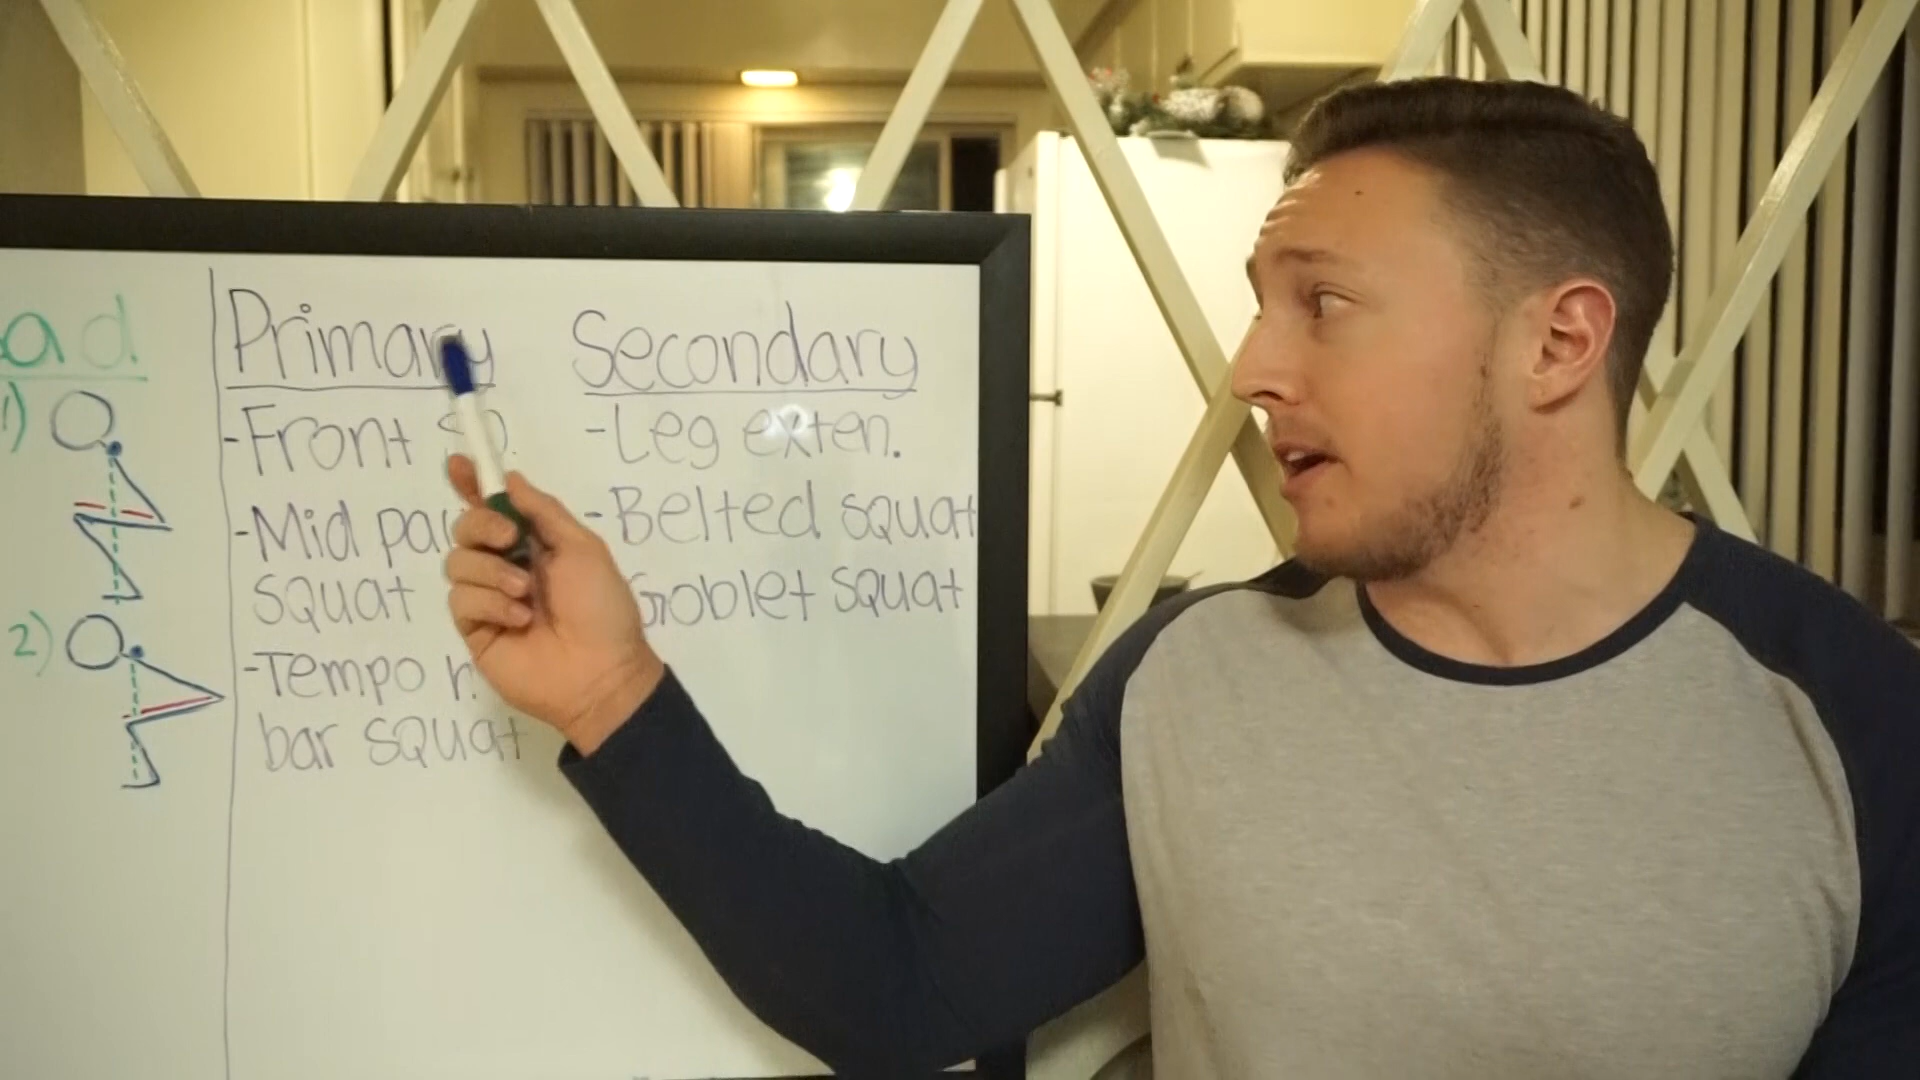 ad.
Primary
Secondary
1)
-Front
-Leg exten.
-Mid
squat
-Belted squat
Goblet squat
2)
-Tempo
bar squat